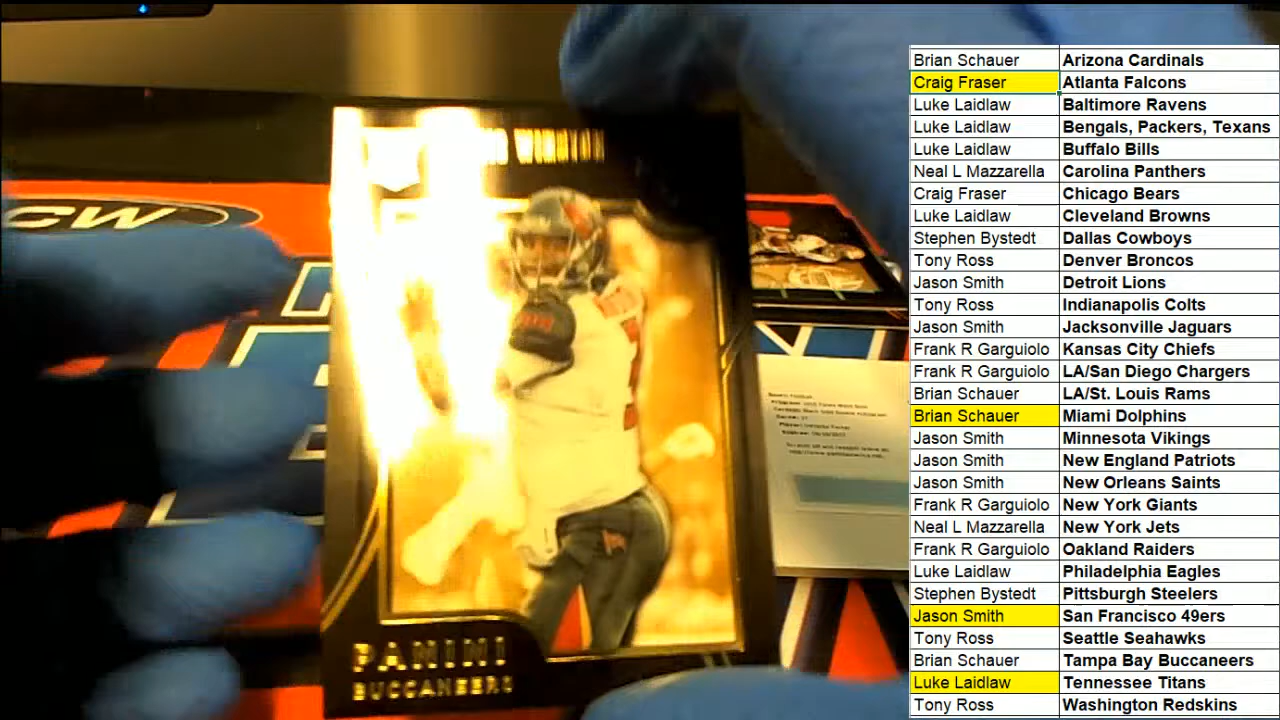 Brian Schauer Arizona Cardinals
Craig Fraser Atlanta Falcons
Luke Laidlaw Baltimore Ravens
Luke Laidlaw Bengals, Packers, Texans
Luke Laidlaw Buffalo Bills
Neal L Mazzarella Carolina Panthers
Craig Fraser Chicago Bears
Luke Laidlaw Cleveland Browns
Stephen Bystedt Dallas Cowboys
Tony Ross Denver Broncos
Jason Smith Detroit Lions
Tony Ross Indianapolis Colts
Jason Smith Jacksonville Jaguars
Frank R Garguiolo Kansas City Chiefs
Frank R Garguiolo LA/San Diego Chargers
Brian Schauer LA/St. Louis Rams
Brian Schauer Miami Dolphins
Jason Smith Minnesota Vikings
Jason Smith New England Patriots
Jason Smith New Orleans Saints
Frank R Garguiolo New York Giants
Neal L Mazzarella New York Jets
Frank R Garguiolo Oakland Raiders
Luke Laidlaw Philadelphia Eagles
Stephen Bystedt Pittsburgh Steelers
Jason Smith San Francisco 49ers
Tony Ross Seattle Seahawks
Brian Schauer Tampa Bay Buccaneers
Luke Laidlaw Tennessee Titans
Tony Ross Washington Redskins
PANINI
BUCCANEERS